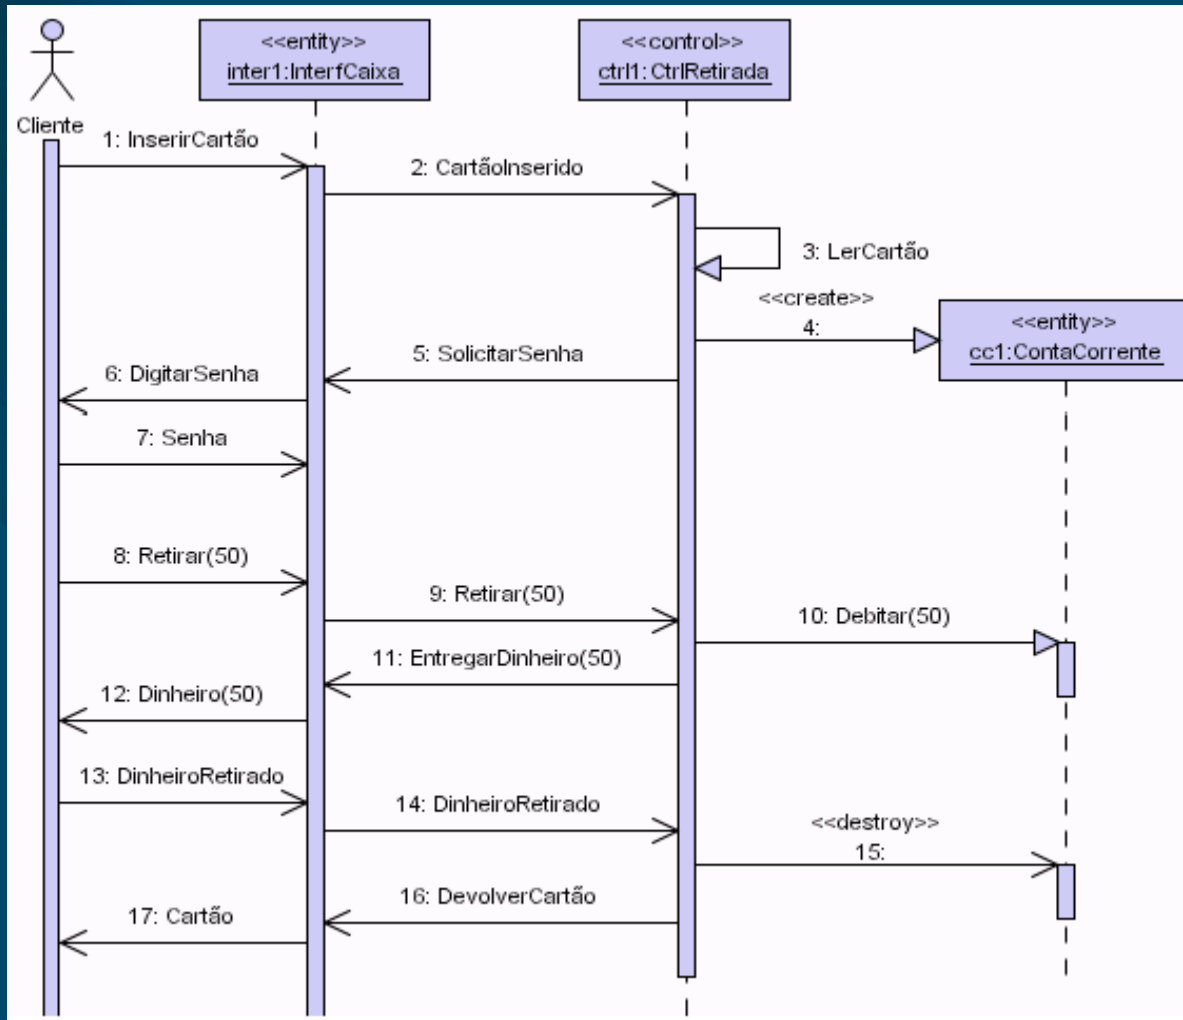 <<entity>>
inter1:InterfCaixa
<<control>>
ctrl1: CtrlRetirada
Cliente
1: InserirCartão
2: CartãoInserido
3: LerCartão
<<create>>
4:
<<entity>>
cc1:ContaCorrente
5: SolicitarSenha
6: DigitarSenha
7: Senha
8: Retirar(50)
9: Retirar(50)
10: Debitar(50)
11: EntregarDinheiro(50)
12: Dinheiro(50)
13: DinheiroRetirado
14: DinheiroRetirado
<<destroy>>
15:
16: DevolverCartão
17: Cartão